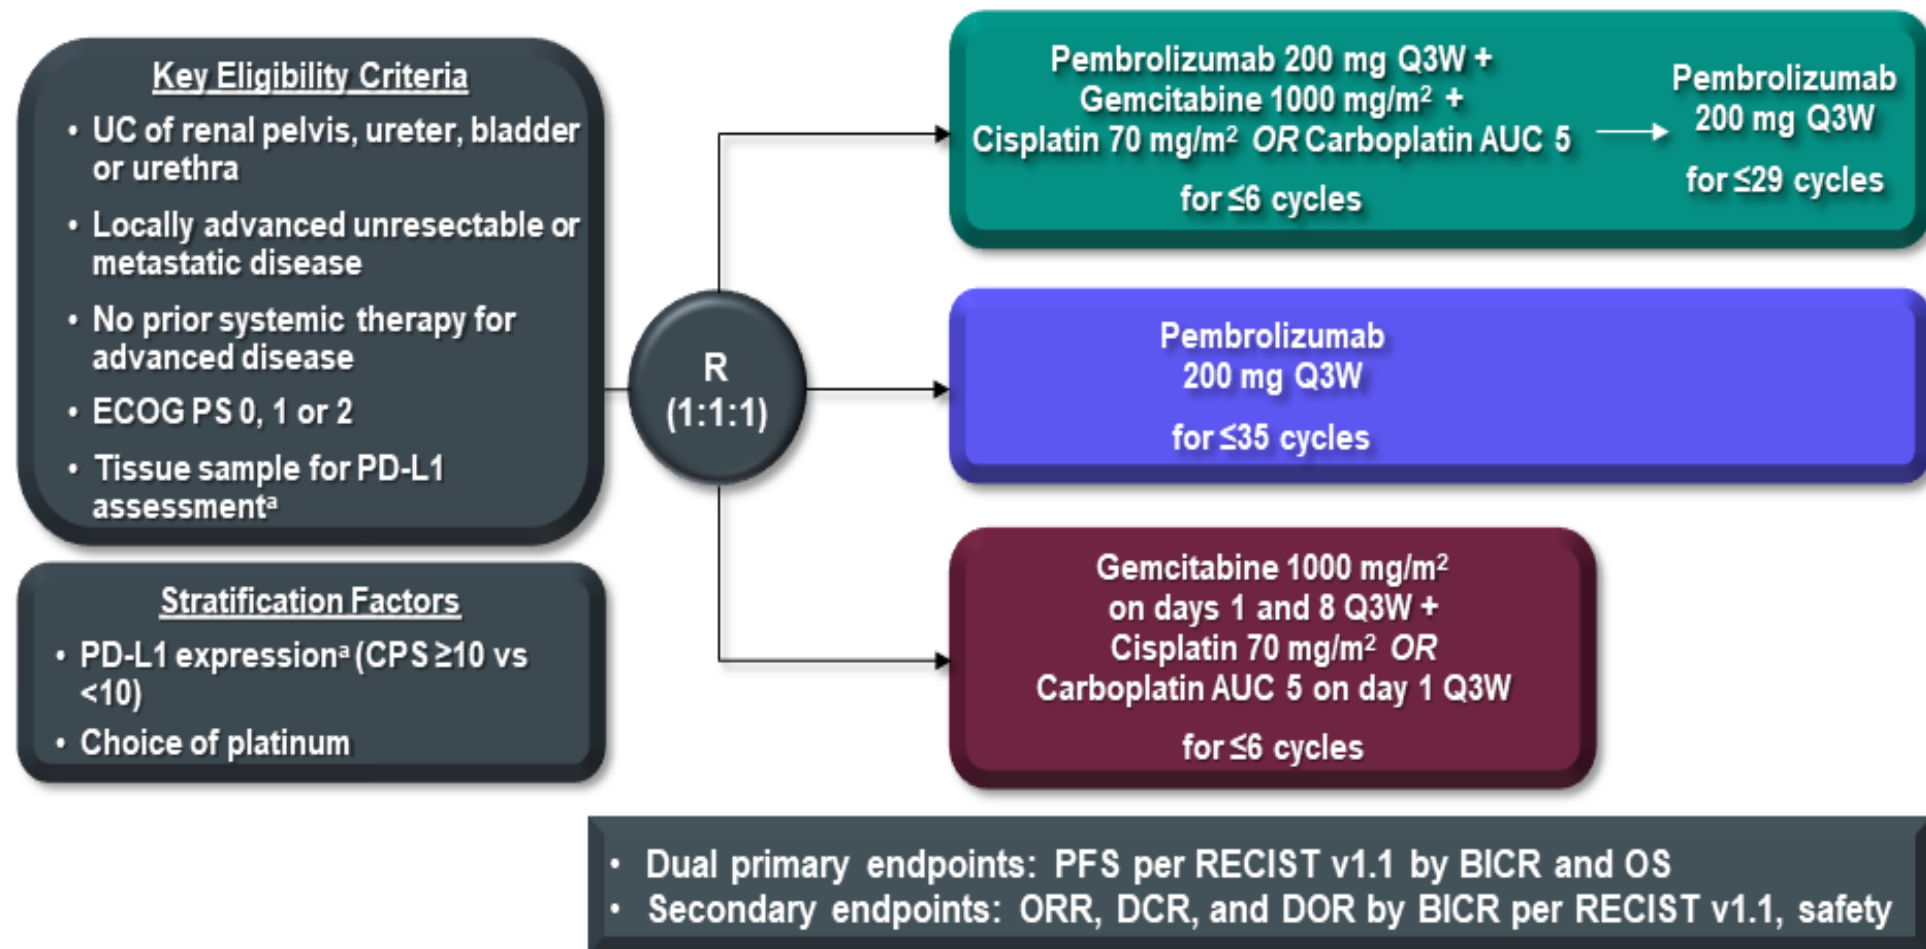 Key Eligibility Criteria
• UC of renal pelvis, ureter, bladder
or urethra
• Locally advanced unresectable or
metastatic disease
• No prior systemic therapy for
advanced disease
• ECOG PS 0, 1 or 2
• Tissue sample for PD-L1
assessmentᵃ
Stratification Factors
• PD-L1 expressionᵃ (CPS ≥10 vs
<10)
• Choice of platinum
R
(1:1:1)
Pembrolizumab 200 mg Q3W +
Gemcitabine 1000 mg/m² +
Cisplatin 70 mg/m² OR Carboplatin AUC 5
for ≤6 cycles
Pembrolizumab
200 mg Q3W
for ≤29 cycles
Pembrolizumab
200 mg Q3W
for ≤35 cycles
Gemcitabine 1000 mg/m²
on days 1 and 8 Q3W +
Cisplatin 70 mg/m² OR
Carboplatin AUC 5 on day 1 Q3W
for ≤6 cycles
• Dual primary endpoints: PFS per RECIST v1.1 by BICR and OS
• Secondary endpoints: ORR, DCR, and DOR by BICR per RECIST v1.1, safety